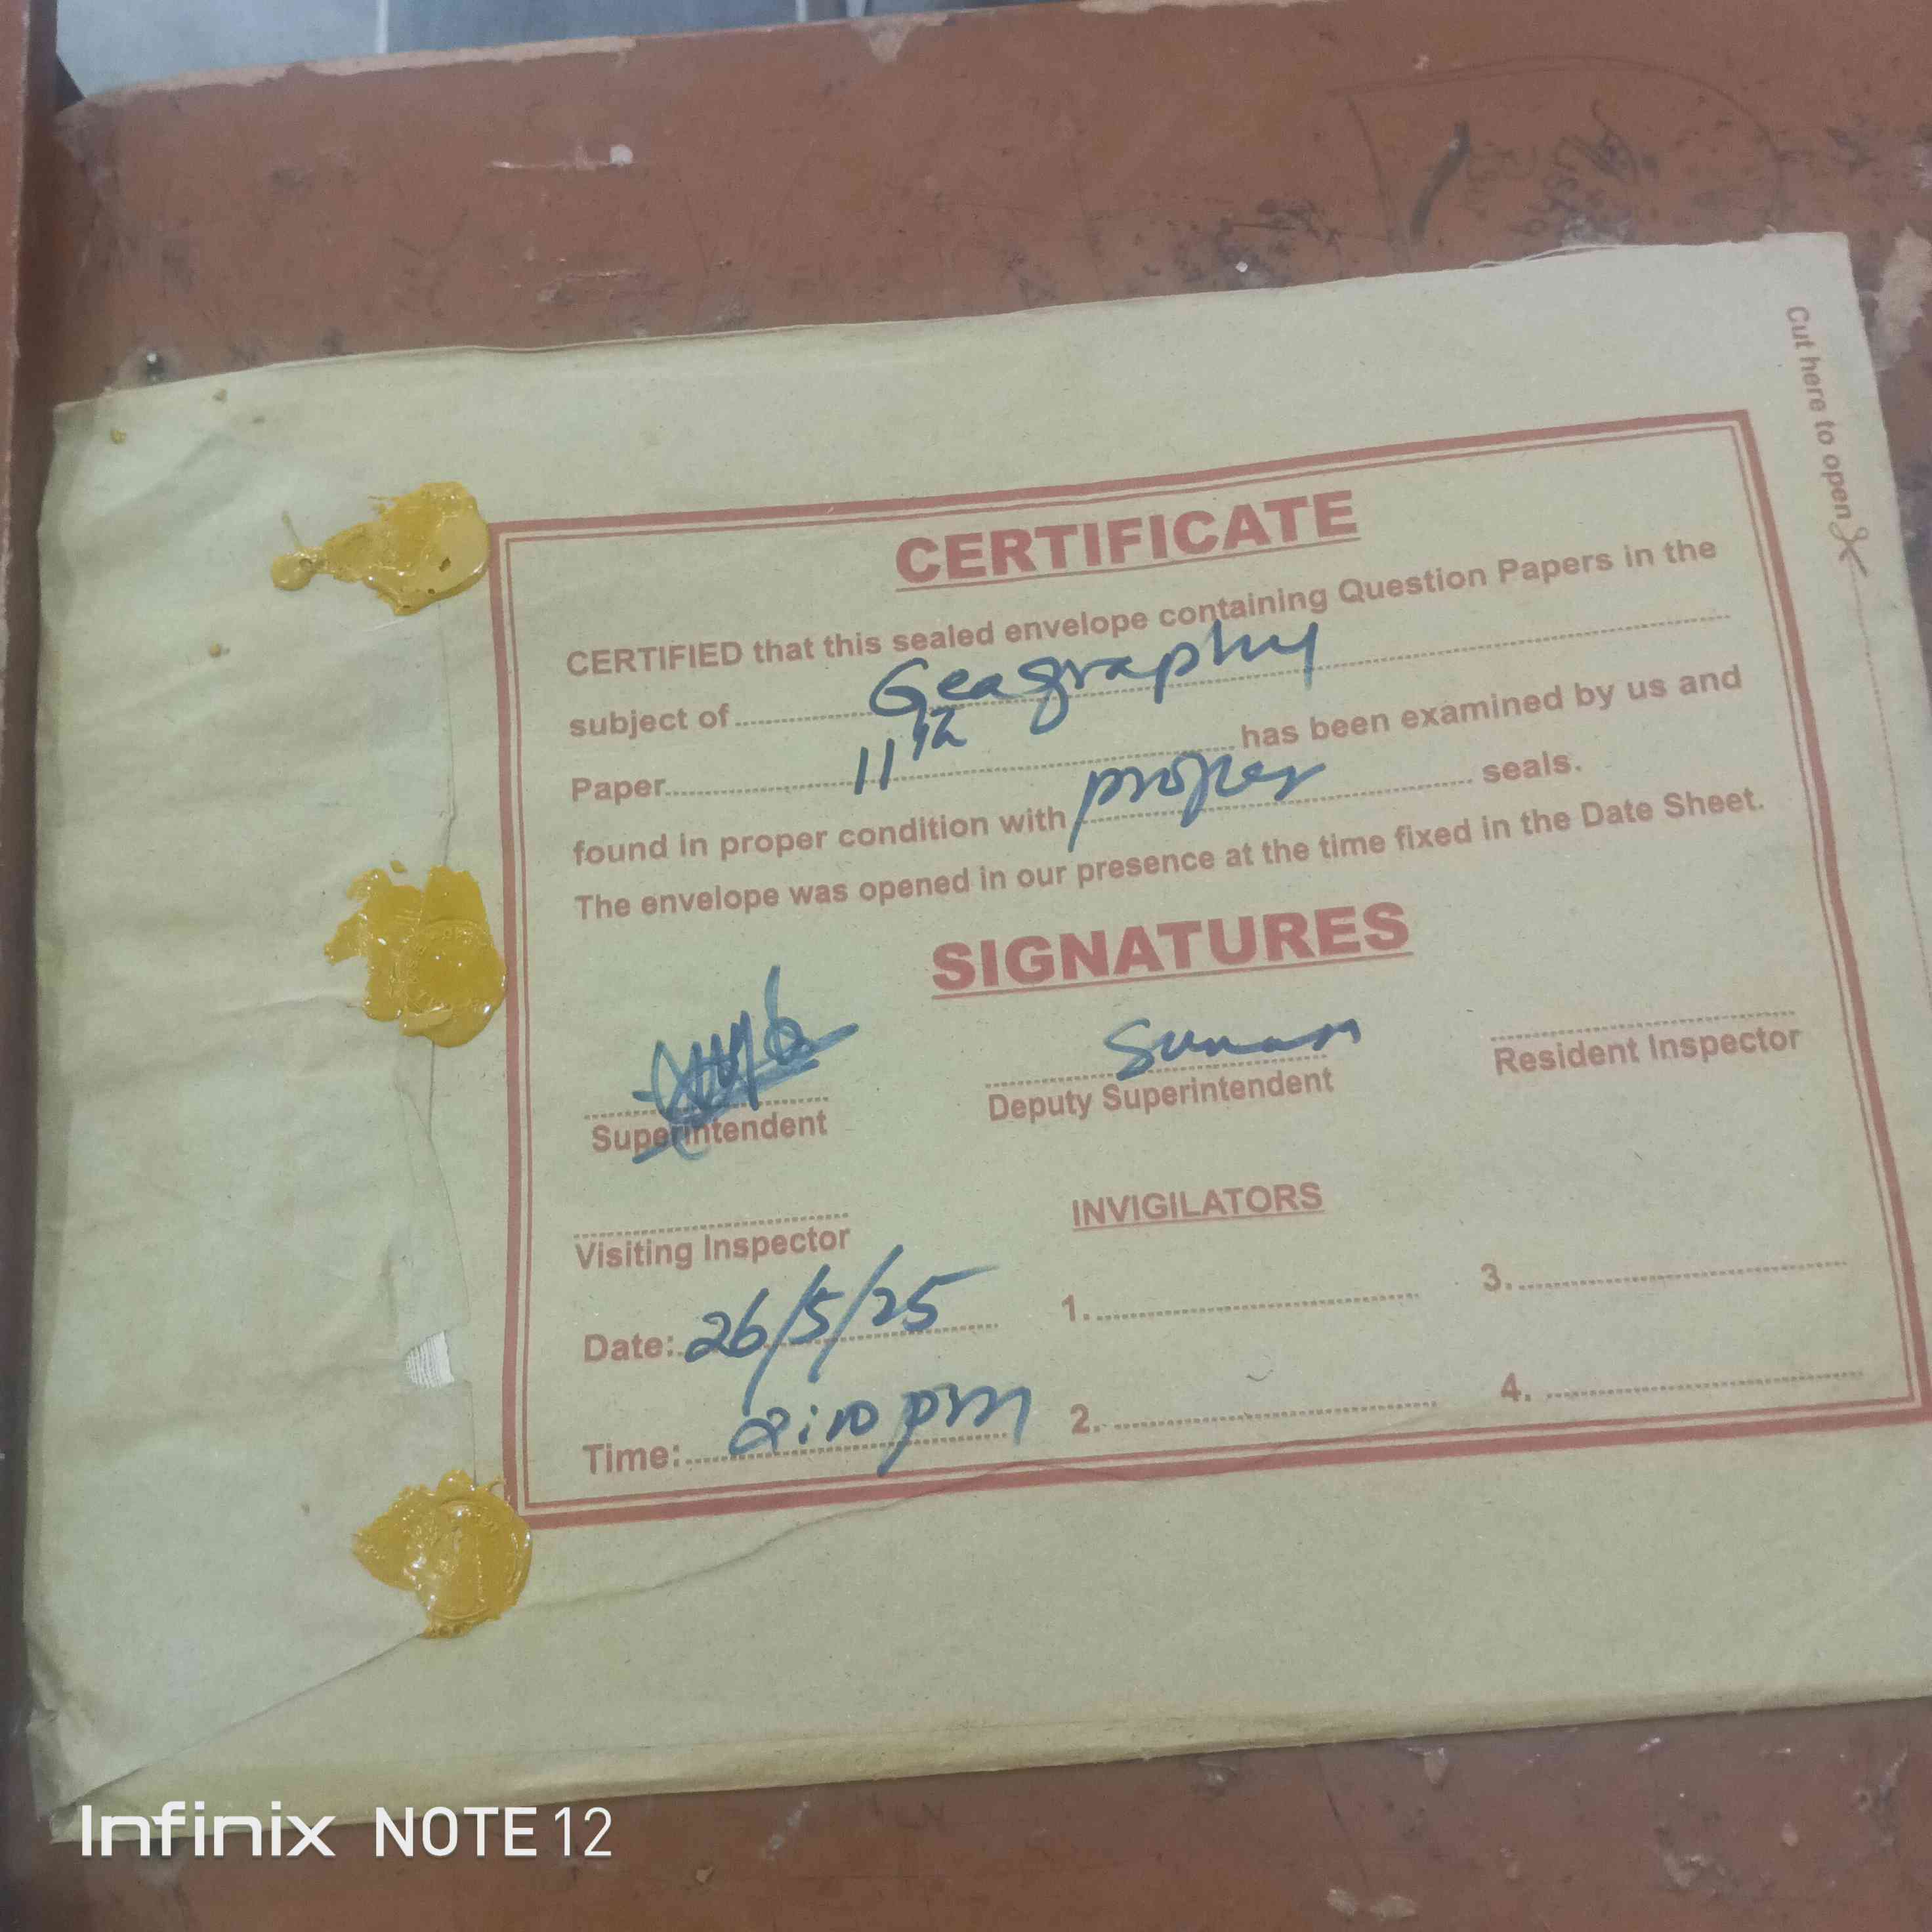 Cut here to open
CERTIFICATE
CERTIFIED that this sealed envelope containing Question Papers in the
subject of Geagraphy
Paper 11th has been examined by us and
found in proper condition with proper seals.
The envelope was opened in our presence at the time fixed in the Date Sheet.
SIGNATURES
Superintendent
Deputy Superintendent
Resident Inspector
Visiting Inspector
INVIGILATORS
Date: 26/5/25
1.
3.
Time: 2:10 pm
2.
4.
Infinix NOTE 12